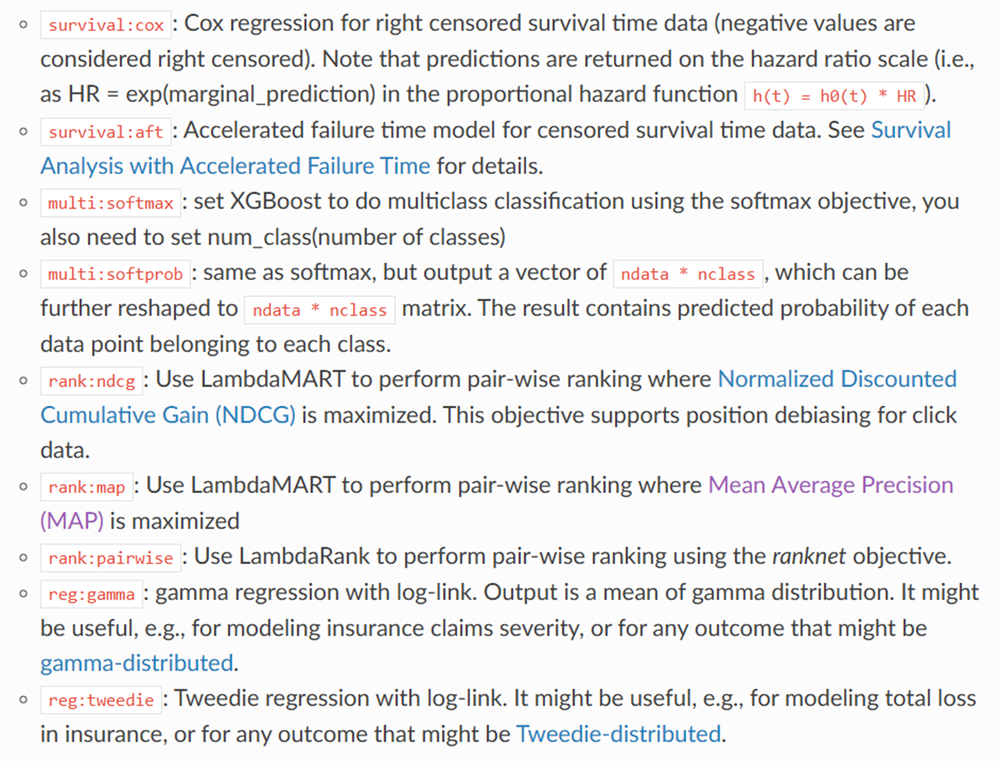 survival:cox : Cox regression for right censored survival time data (negative values are
considered right censored). Note that predictions are returned on the hazard ratio scale (i.e.,
as HR = exp(marginal_prediction) in the proportional hazard function h(t) = h0(t) * HR ).
survival:aft : Accelerated failure time model for censored survival time data. See Survival
Analysis with Accelerated Failure Time for details.
multi:softmax : set XGBoost to do multiclass classification using the softmax objective, you
also need to set num_class(number of classes)
multi:softprob : same as softmax, but output a vector of ndata * nclass , which can be
further reshaped to ndata * nclass matrix. The result contains predicted probability of each
data point belonging to each class.
rank:ndcg : Use LambdaMART to perform pair-wise ranking where Normalized Discounted
Cumulative Gain (NDCG) is maximized. This objective supports position debiasing for click
data.
rank:map : Use LambdaMART to perform pair-wise ranking where Mean Average Precision
(MAP) is maximized
rank:pairwise : Use LambdaRank to perform pair-wise ranking using the ranknet objective.
reg:gamma : gamma regression with log-link. Output is a mean of gamma distribution. It might
be useful, e.g., for modeling insurance claims severity, or for any outcome that might be
gamma-distributed.
reg:tweedie : Tweedie regression with log-link. It might be useful, e.g., for modeling total loss
in insurance, or for any outcome that might be Tweedie-distributed.